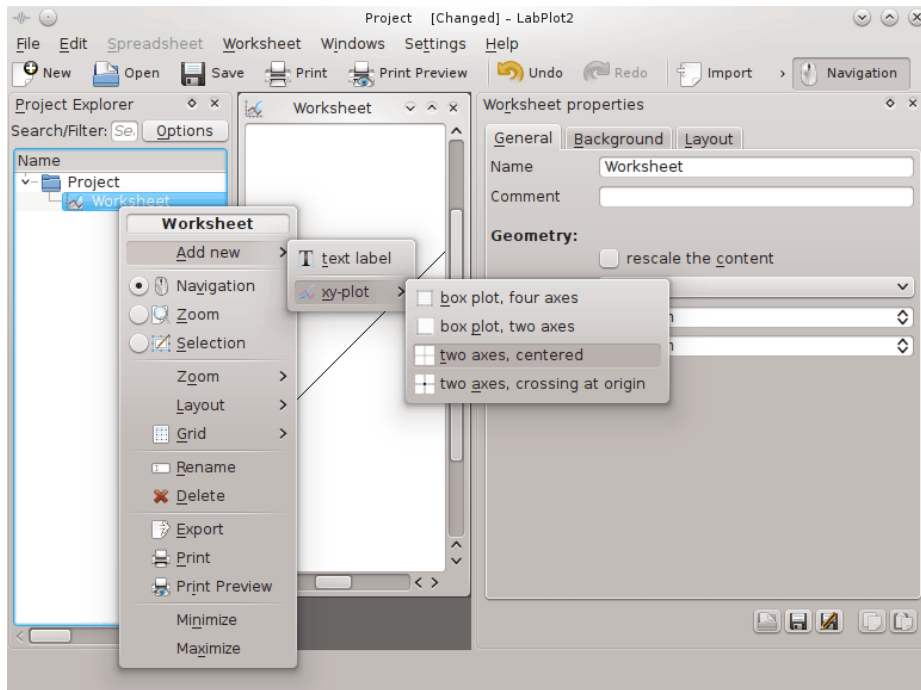 Project [Changed] – LabPlot2
File Edit Spreadsheet Worksheet Windows Settings Help
New Open Save Print Print Preview Undo Redo Import Navigation
Project Explorer
Search/Filter: Options
Name
Project
Worksheet
Worksheet
Worksheet properties
General Background Layout
Name Worksheet
Comment
Geometry:
rescale the content
Worksheet
Add new
Navigation
Zoom
Selection
Zoom
Layout
Grid
Rename
Delete
Export
Print
Print Preview
Minimize
Maximize
text label
xy-plot
box plot, four axes
box plot, two axes
two axes, centered
two axes, crossing at origin